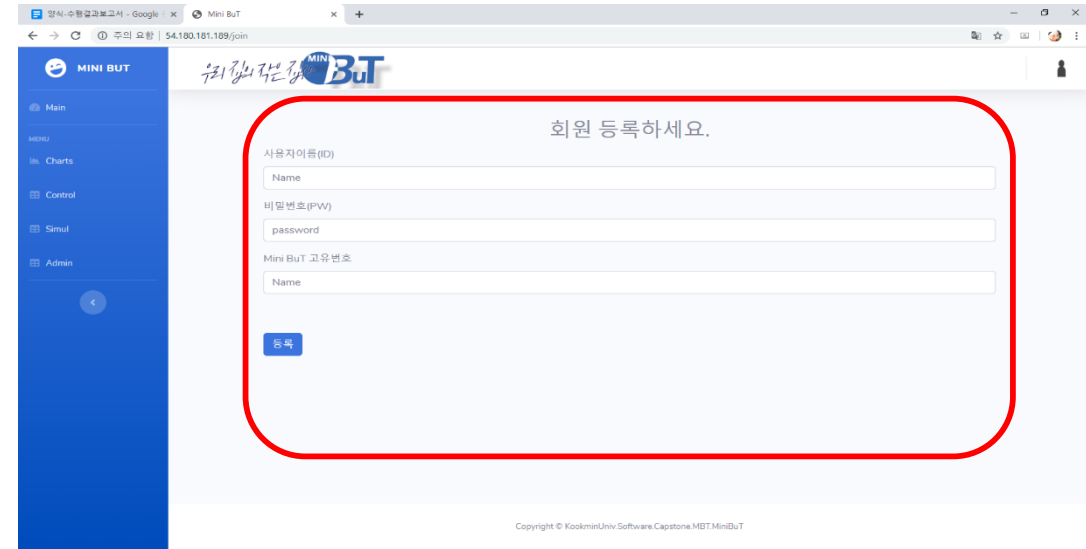 양식-수행결과보고서 - Google
Mini BuT
주의 요함
54.180.181.189/join
MINI BUT
우리 집의 작은 집사 MINI BuT
Main
MENU
Charts
Control
Simul
Admin
회원 등록하세요.
사용자이름(ID)
Name
비밀번호(PW)
password
Mini BuT 고유번호
Name
등록
Copyright © KookminUniv.Software.Capstone.MBT.MiniBuT